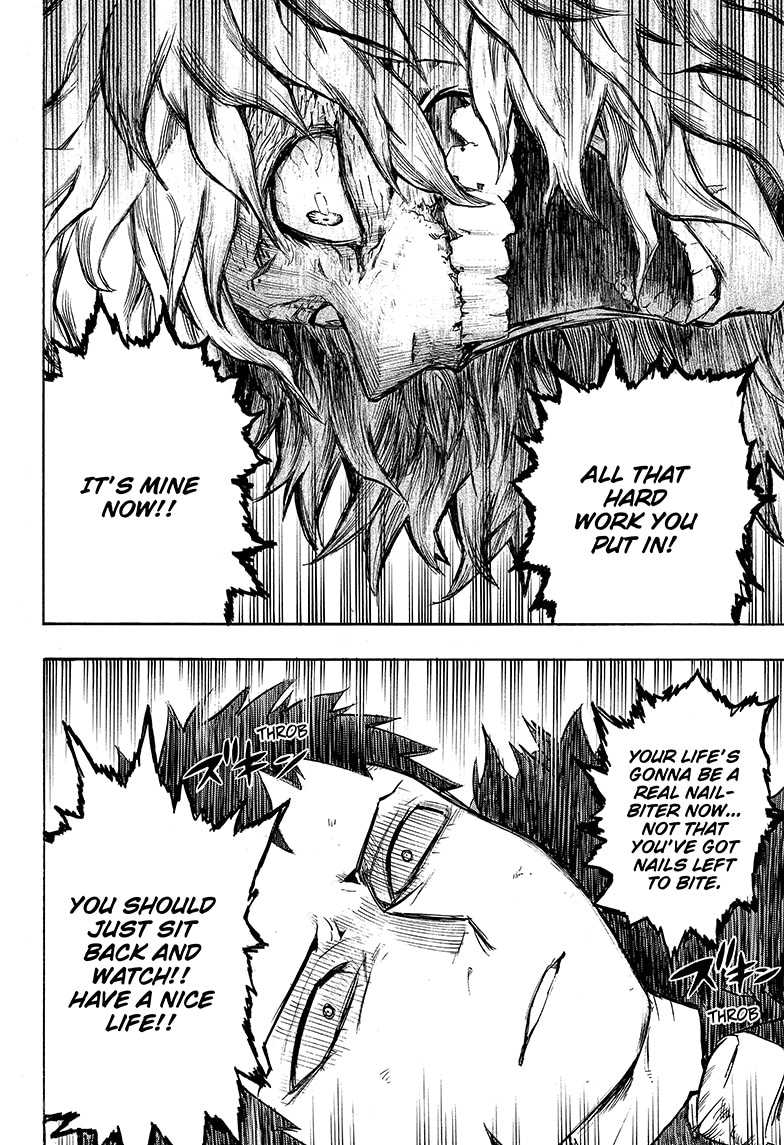 ALL THAT
HARD
WORK YOU
PUT IN!
IT'S MINE
NOW!!
YOUR LIFE'S
GONNA BE A
REAL NAIL-
BITER NOW...
NOT THAT
YOU'VE GOT
NAILS LEFT
TO BITE.
ズキン
THROB
THROB
ズキン
YOU SHOULD
JUST SIT
BACK AND
WATCH!!
HAVE A NICE
LIFE!!